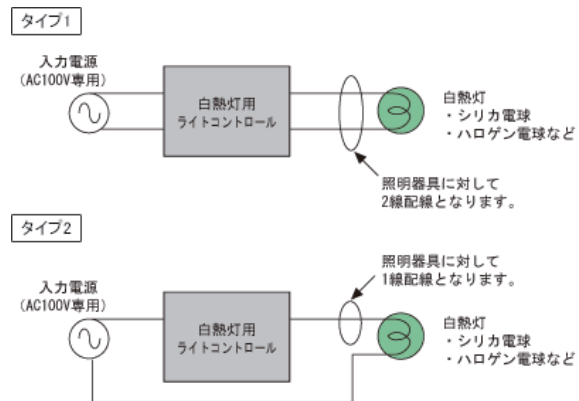 タイプ1
入力電源
(AC100V専用)
白熱灯用
ライトコントロール
白熱灯
・シリカ電球
・ハロゲン電球など
照明器具に対して
2線配線となります。
タイプ2
照明器具に対して
1線配線となります。
入力電源
(AC100V専用)
白熱灯用
ライトコントロール
白熱灯
・シリカ電球
・ハロゲン電球など